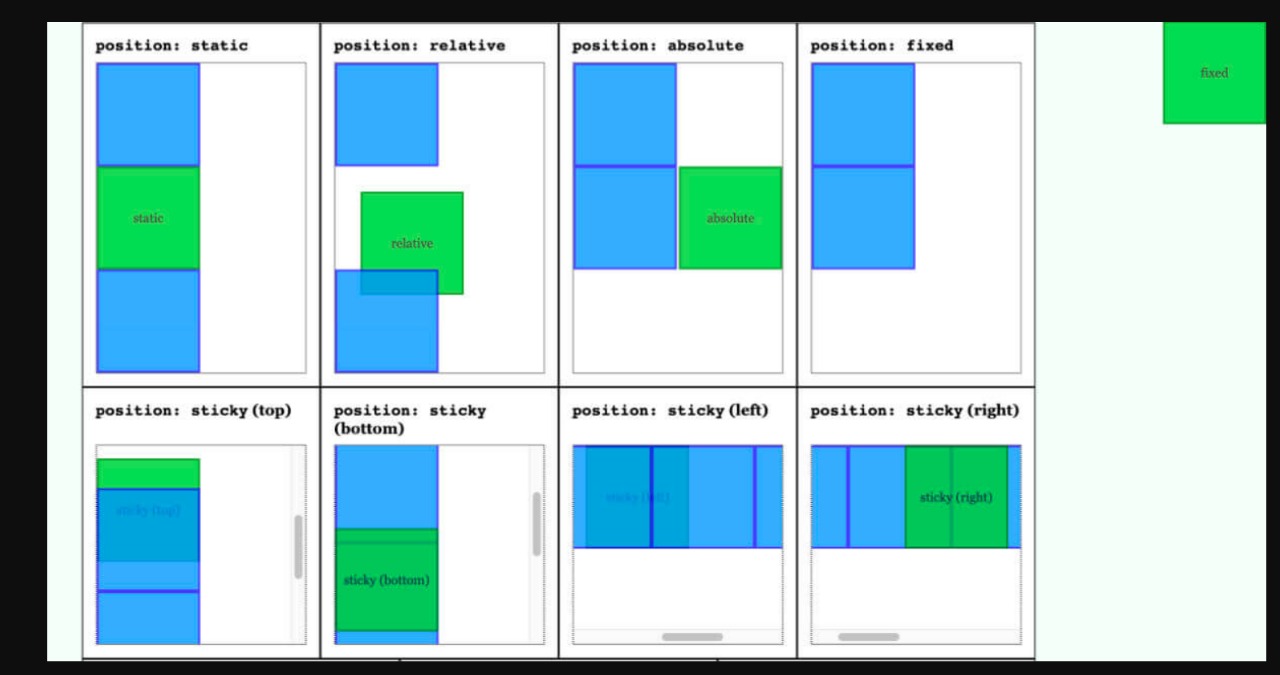 position: static
position: relative
position: absolute
position: fixed
fixed
static
relative
absolute
position: sticky (top)
position: sticky
(bottom)
position: sticky (left)
position: sticky (right)
sticky (top)
sticky (bottom)
sticky (left)
sticky (right)